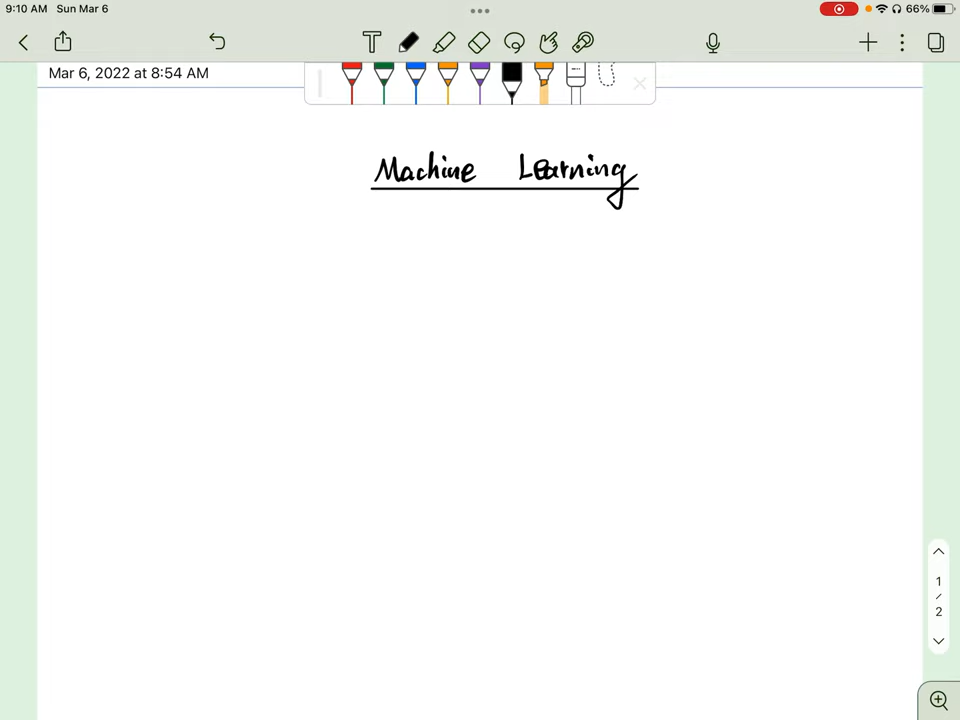 9:10 AM Sun Mar 6
66%
Mar 6, 2022 at 8:54 AM
Machine Learning
1
/
2